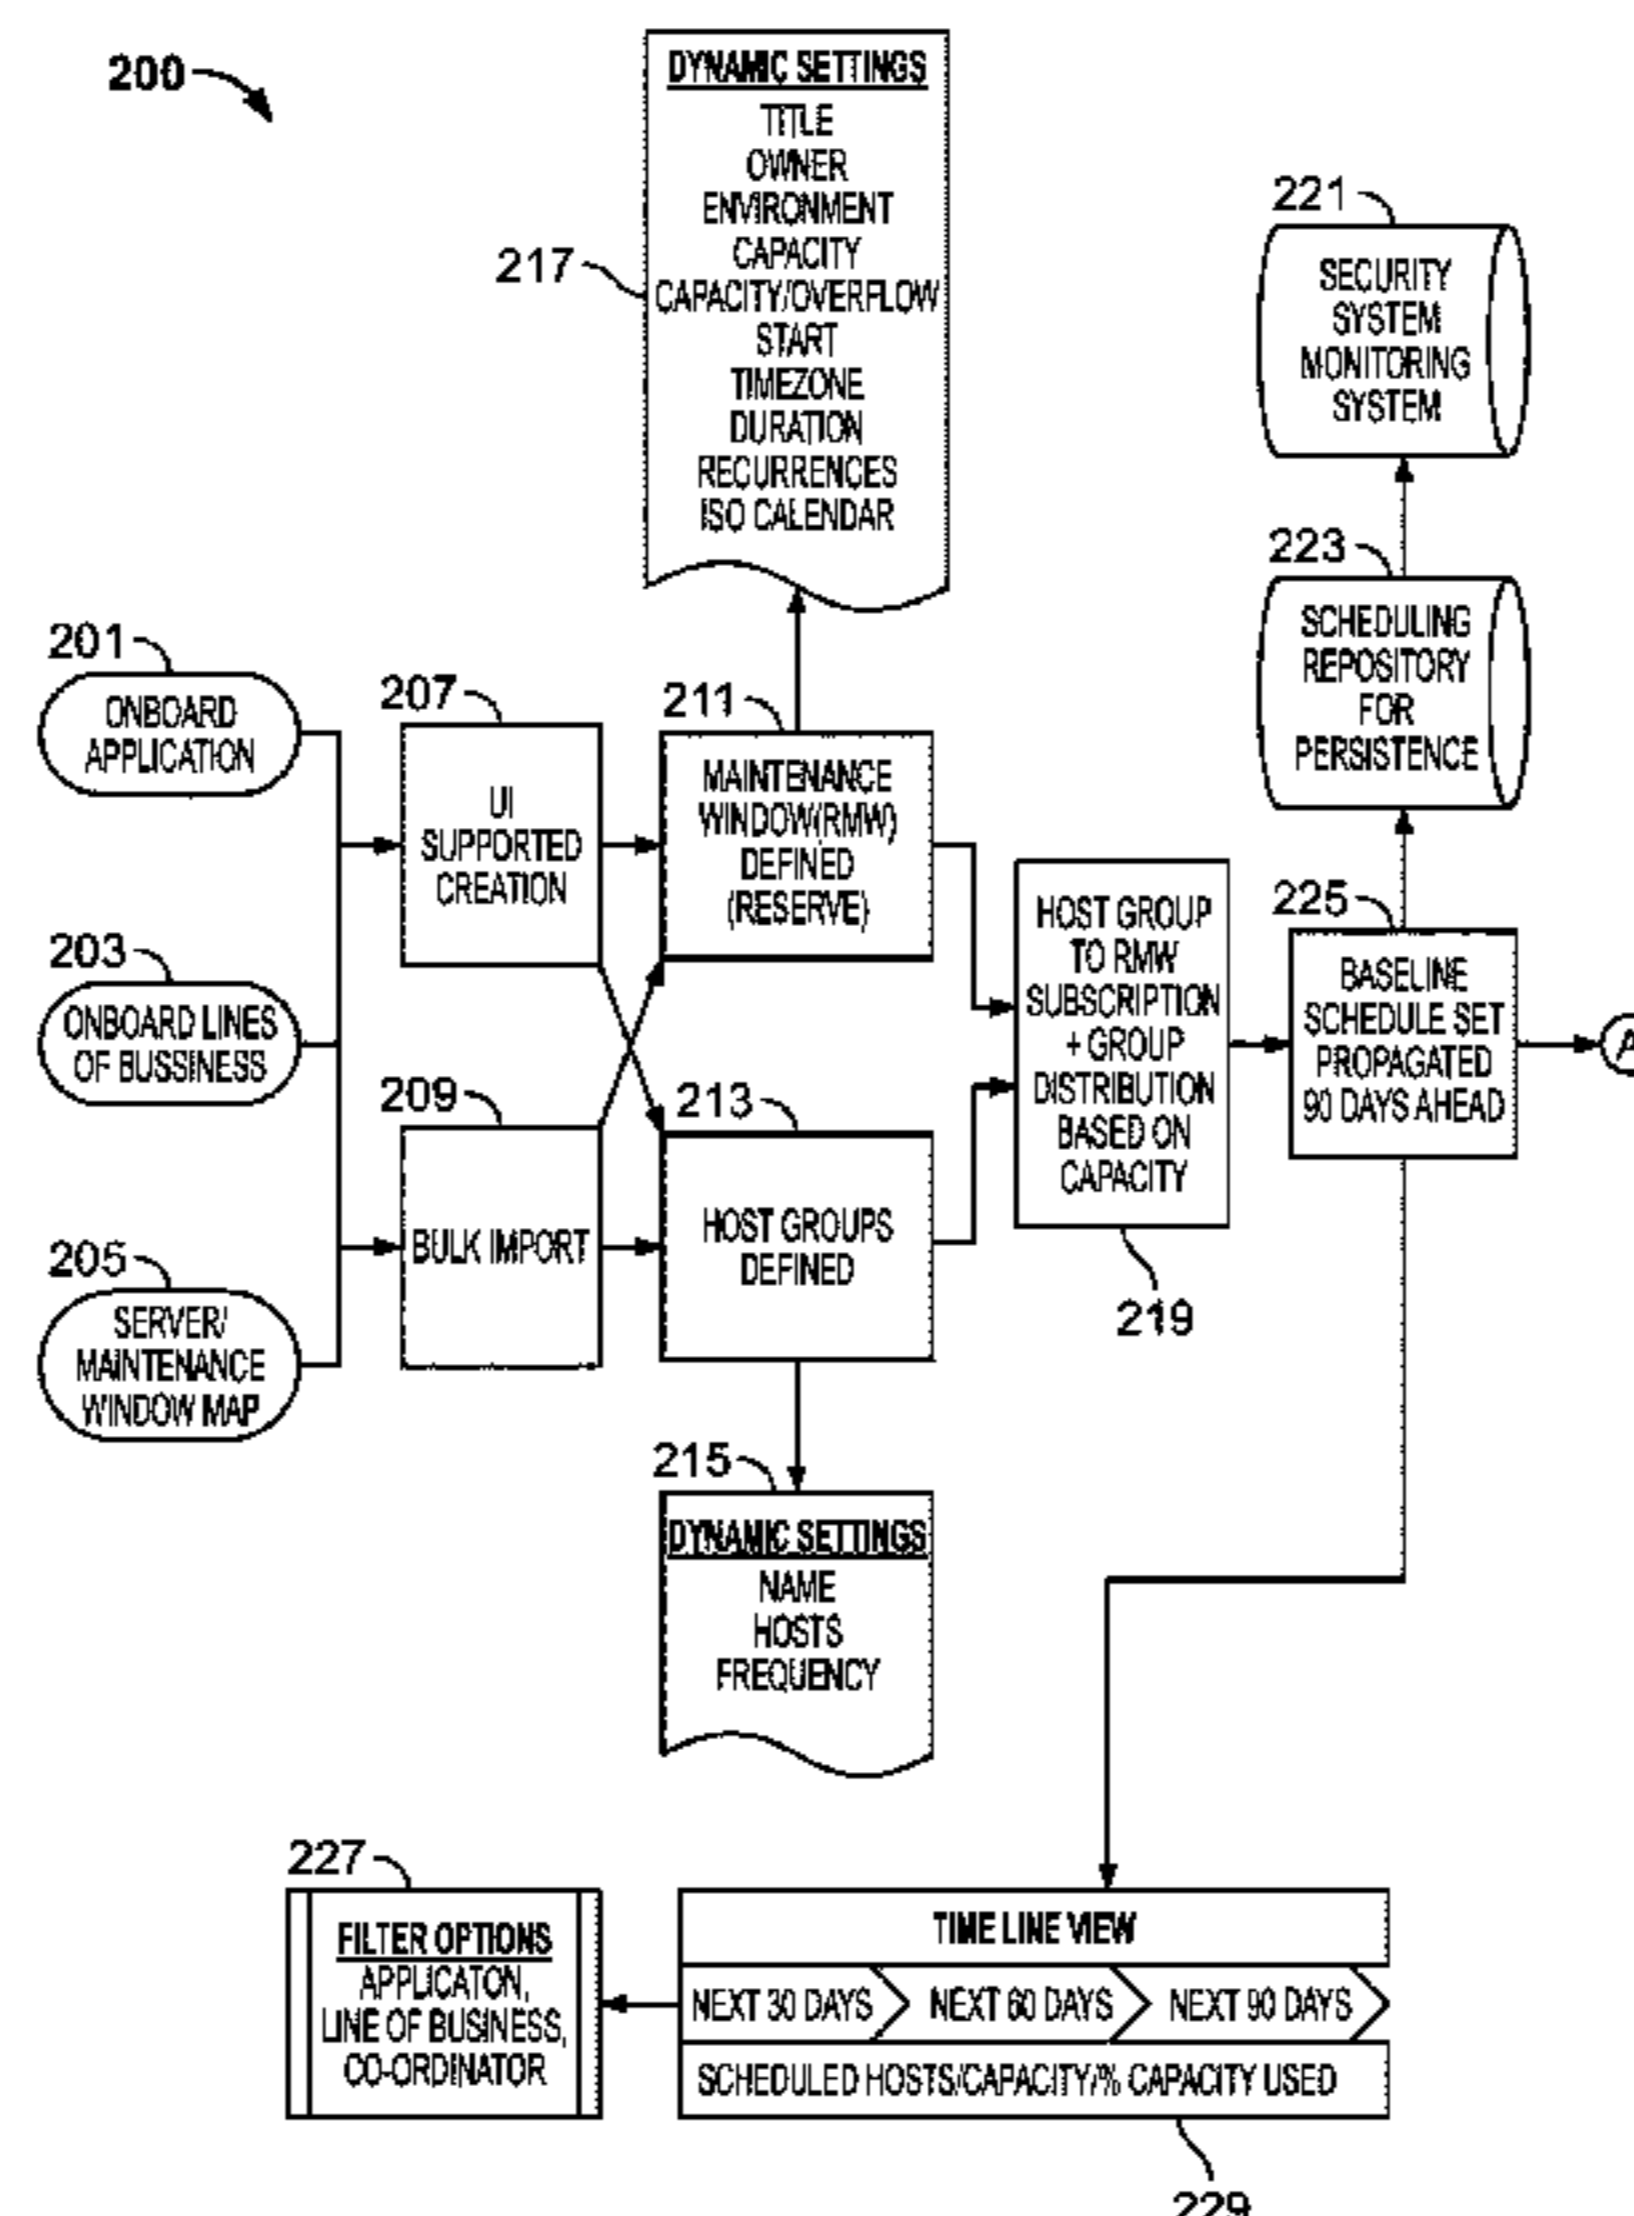 200
DYNAMIC SETTINGS
TITLE
OWNER
ENVIRONMENT
CAPACITY
CAPACITY/OVERFLOW
START
TIMEZONE
DURATION
RECURRENCES
ISO CALENDAR
217
221
SECURITY
SYSTEM
MONITORING
SYSTEM
223
SCHEDULING
REPOSITORY
FOR
PERSISTENCE
201
ONBOARD
APPLICATION
203
ONBOARD LINES
OF BUSSINESS
205
SERVER/
MAINTENANCE
WINDOW MAP
207
UI
SUPPORTED
CREATION
209
BULK IMPORT
211
MAINTENANCE
WINDOW(RMW)
DEFINED
(RESERVE)
213
HOST GROUPS
DEFINED
HOST GROUP
TO RMW
SUBSCRIPTION
+ GROUP
DISTRIBUTION
BASED ON
CAPACITY
219
225
BASELINE
SCHEDULE SET
PROPAGATED
90 DAYS AHEAD
A
215
DYNAMIC SETTINGS
NAME
HOSTS
FREQUENCY
227
FILTER OPTIONS
APPLICATON,
LINE OF BUSINESS,
CO-ORDINATOR
TIME LINE VIEW
NEXT 30 DAYS
NEXT 60 DAYS
NEXT 90 DAYS
SCHEDULED HOSTS/CAPACITY/% CAPACITY USED
229